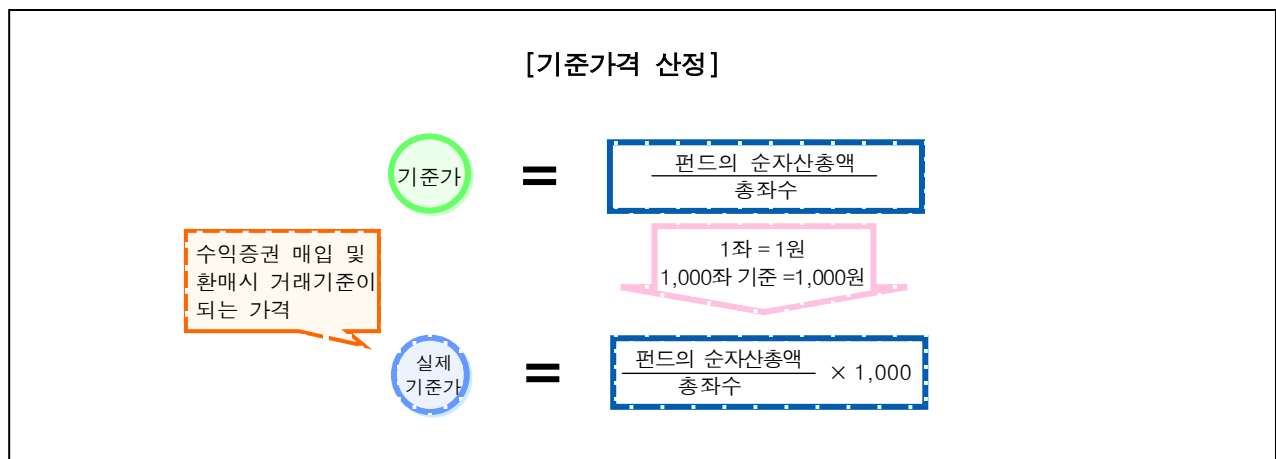 [기준가격 산정]
기준가
=
펀드의 순자산총액
총좌수
1좌 = 1원
1,000좌 기준 =1,000원
수익증권 매입 및
환매시 거래기준이
되는 가격
실제
기준가
=
펀드의 순자산총액
총좌수
× 1,000